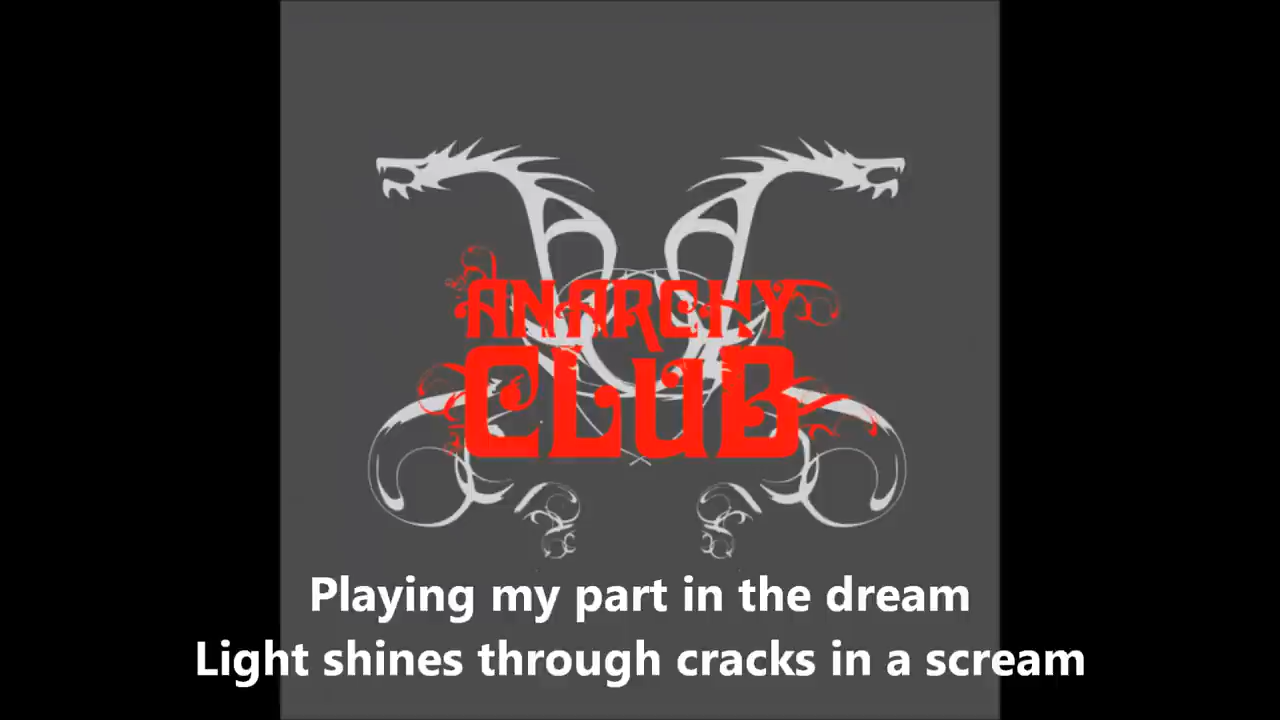 ANARCHY
CLUB
Playing my part in the dream
Light shines through cracks in a scream